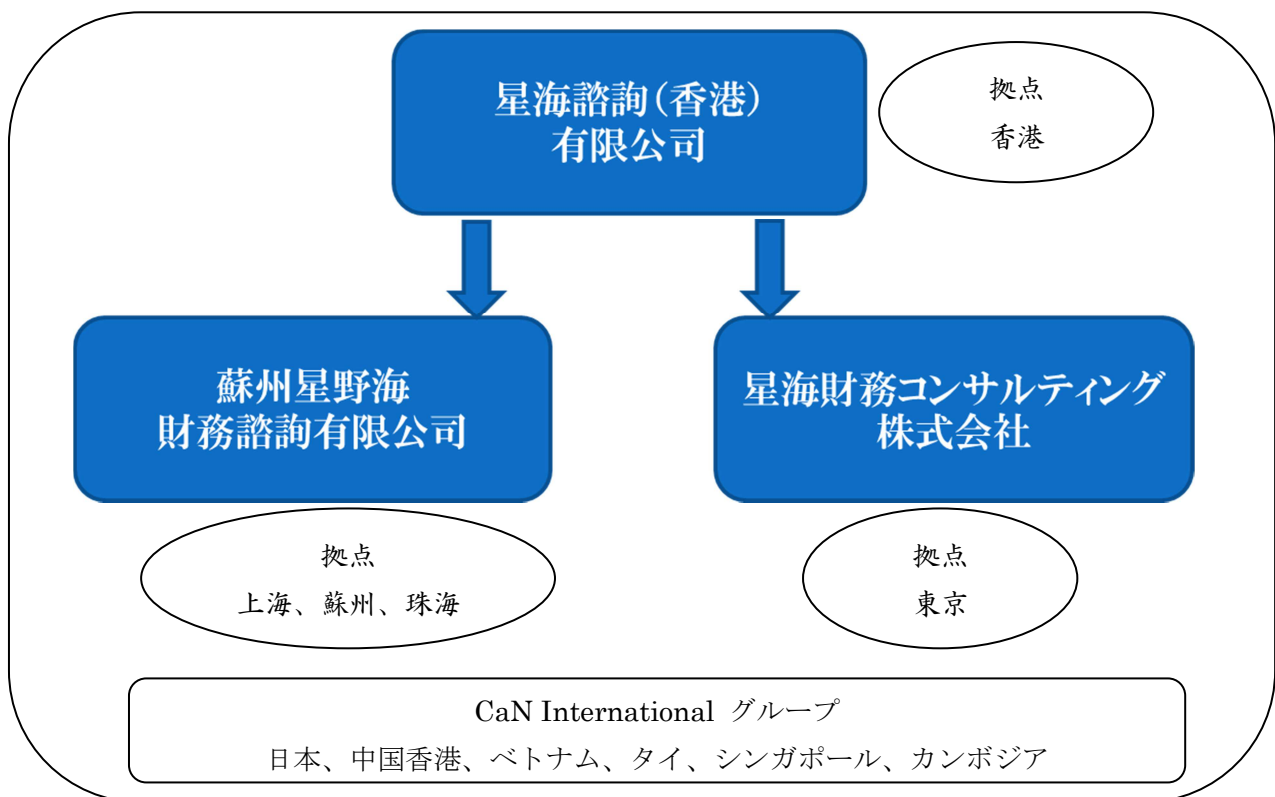 星海諮詢（香港）
有限公司
拠点
香港
蘇州星野海
財務諮詢有限公司
星海財務コンサルティング
株式会社
拠点
上海、蘇州、珠海
拠点
東京
CaN International グループ
日本、中国香港、ベトナム、タイ、シンガポール、カンボジア